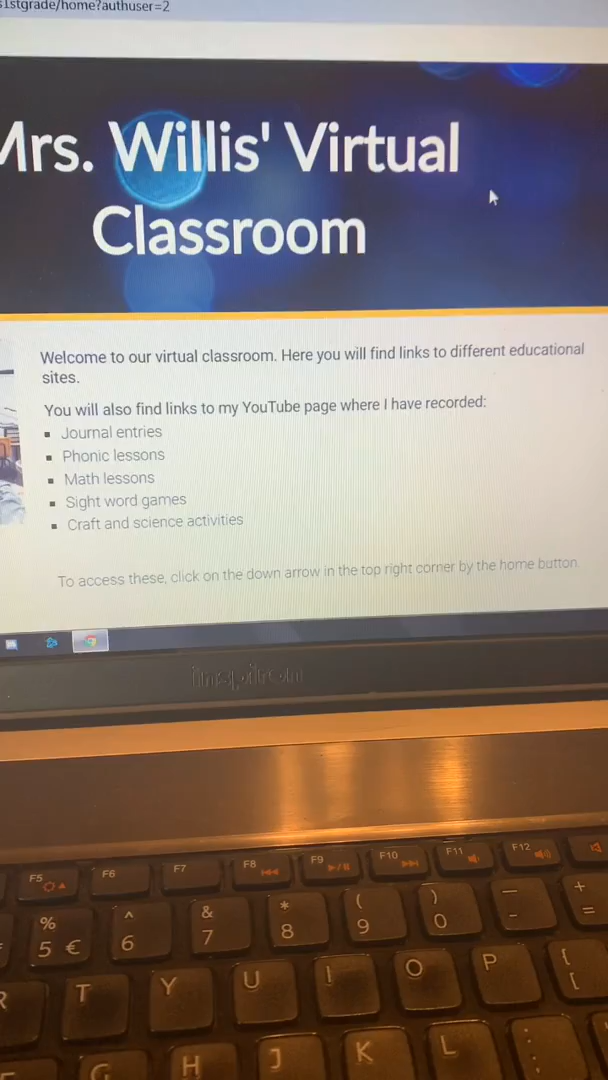 s1stgrade/home?authuser=2
Mrs. Willis' Virtual
Classroom
Welcome to our virtual classroom. Here you will find links to different educational
sites.
You will also find links to my YouTube page where I have recorded:
▪ Journal entries
▪ Phonic lessons
▪ Math lessons
▪ Sight word games
▪ Craft and science activities
To access these, click on the down arrow in the top right corner by the home button.
inspiron
F5 F6 F7 F8 F9 F10 F11 F12
% ^ & * ( ) — +
5 € 6 7 8 9 0 - =
R T Y U I O P { [
G H J K L : ;